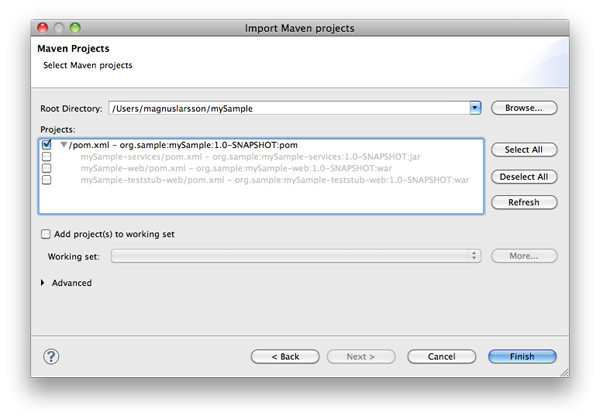 Import Maven projects
Maven Projects
Select Maven projects
Root Directory: /Users/magnuslarsson/mySample Browse...
Projects:
/pom.xml - org.sample:mySample:1.0-SNAPSHOT:pom
mySample-services/pom.xml - org.sample:mySample-services:1.0-SNAPSHOT:jar
mySample-web/pom.xml - org.sample:mySample-web:1.0-SNAPSHOT:war
mySample-teststub-web/pom.xml - org.sample:mySample-teststub-web:1.0-SNAPSHOT:war
Select All
Deselect All
Refresh
Add project(s) to working set
Working set: More...
Advanced
? < Back Next > Cancel Finish